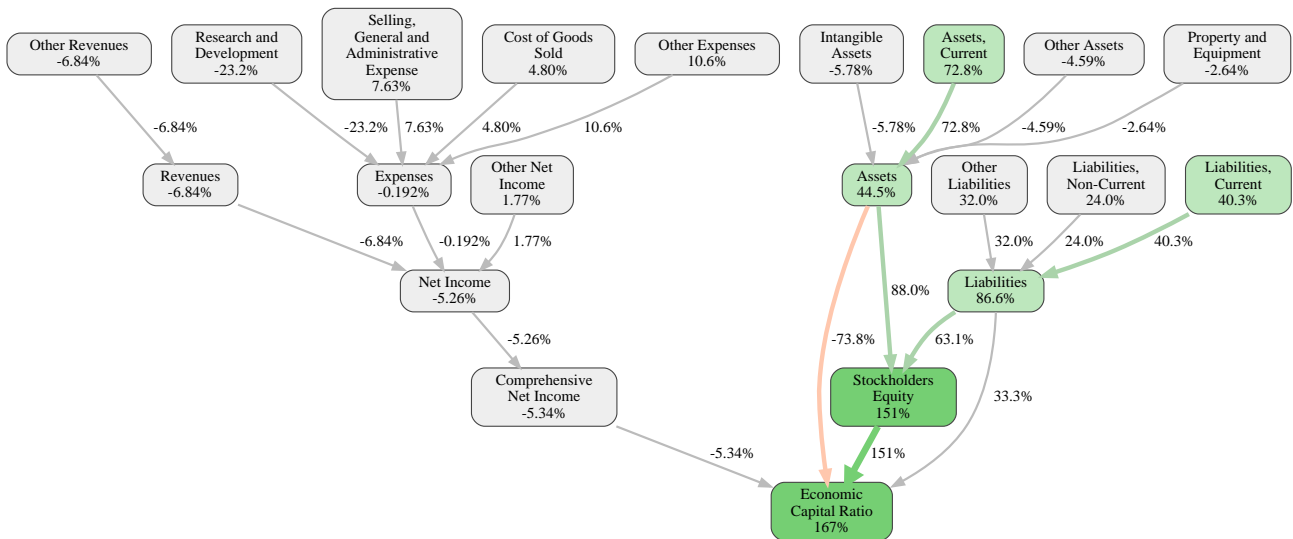 Other Revenues
-6.84%
Research and
Development
-23.2%
Selling,
General and
Administrative
Expense
7.63%
Cost of Goods
Sold
4.80%
Other Expenses
10.6%
Intangible
Assets
-5.78%
Assets,
Current
72.8%
Other Assets
-4.59%
Property and
Equipment
-2.64%
-6.84%
-23.2%
7.63%
4.80%
10.6%
-5.78%
72.8%
-4.59%
-2.64%
Revenues
-6.84%
Expenses
-0.192%
Other Net
Income
1.77%
Assets
44.5%
Other
Liabilities
32.0%
Liabilities,
Non-Current
24.0%
Liabilities,
Current
40.3%
-6.84%
-0.192%
1.77%
32.0%
24.0%
40.3%
Net Income
-5.26%
Liabilities
86.6%
88.0%
-5.26%
-73.8%
63.1%
33.3%
Comprehensive
Net Income
-5.34%
Stockholders
Equity
151%
-5.34%
151%
Economic
Capital Ratio
167%